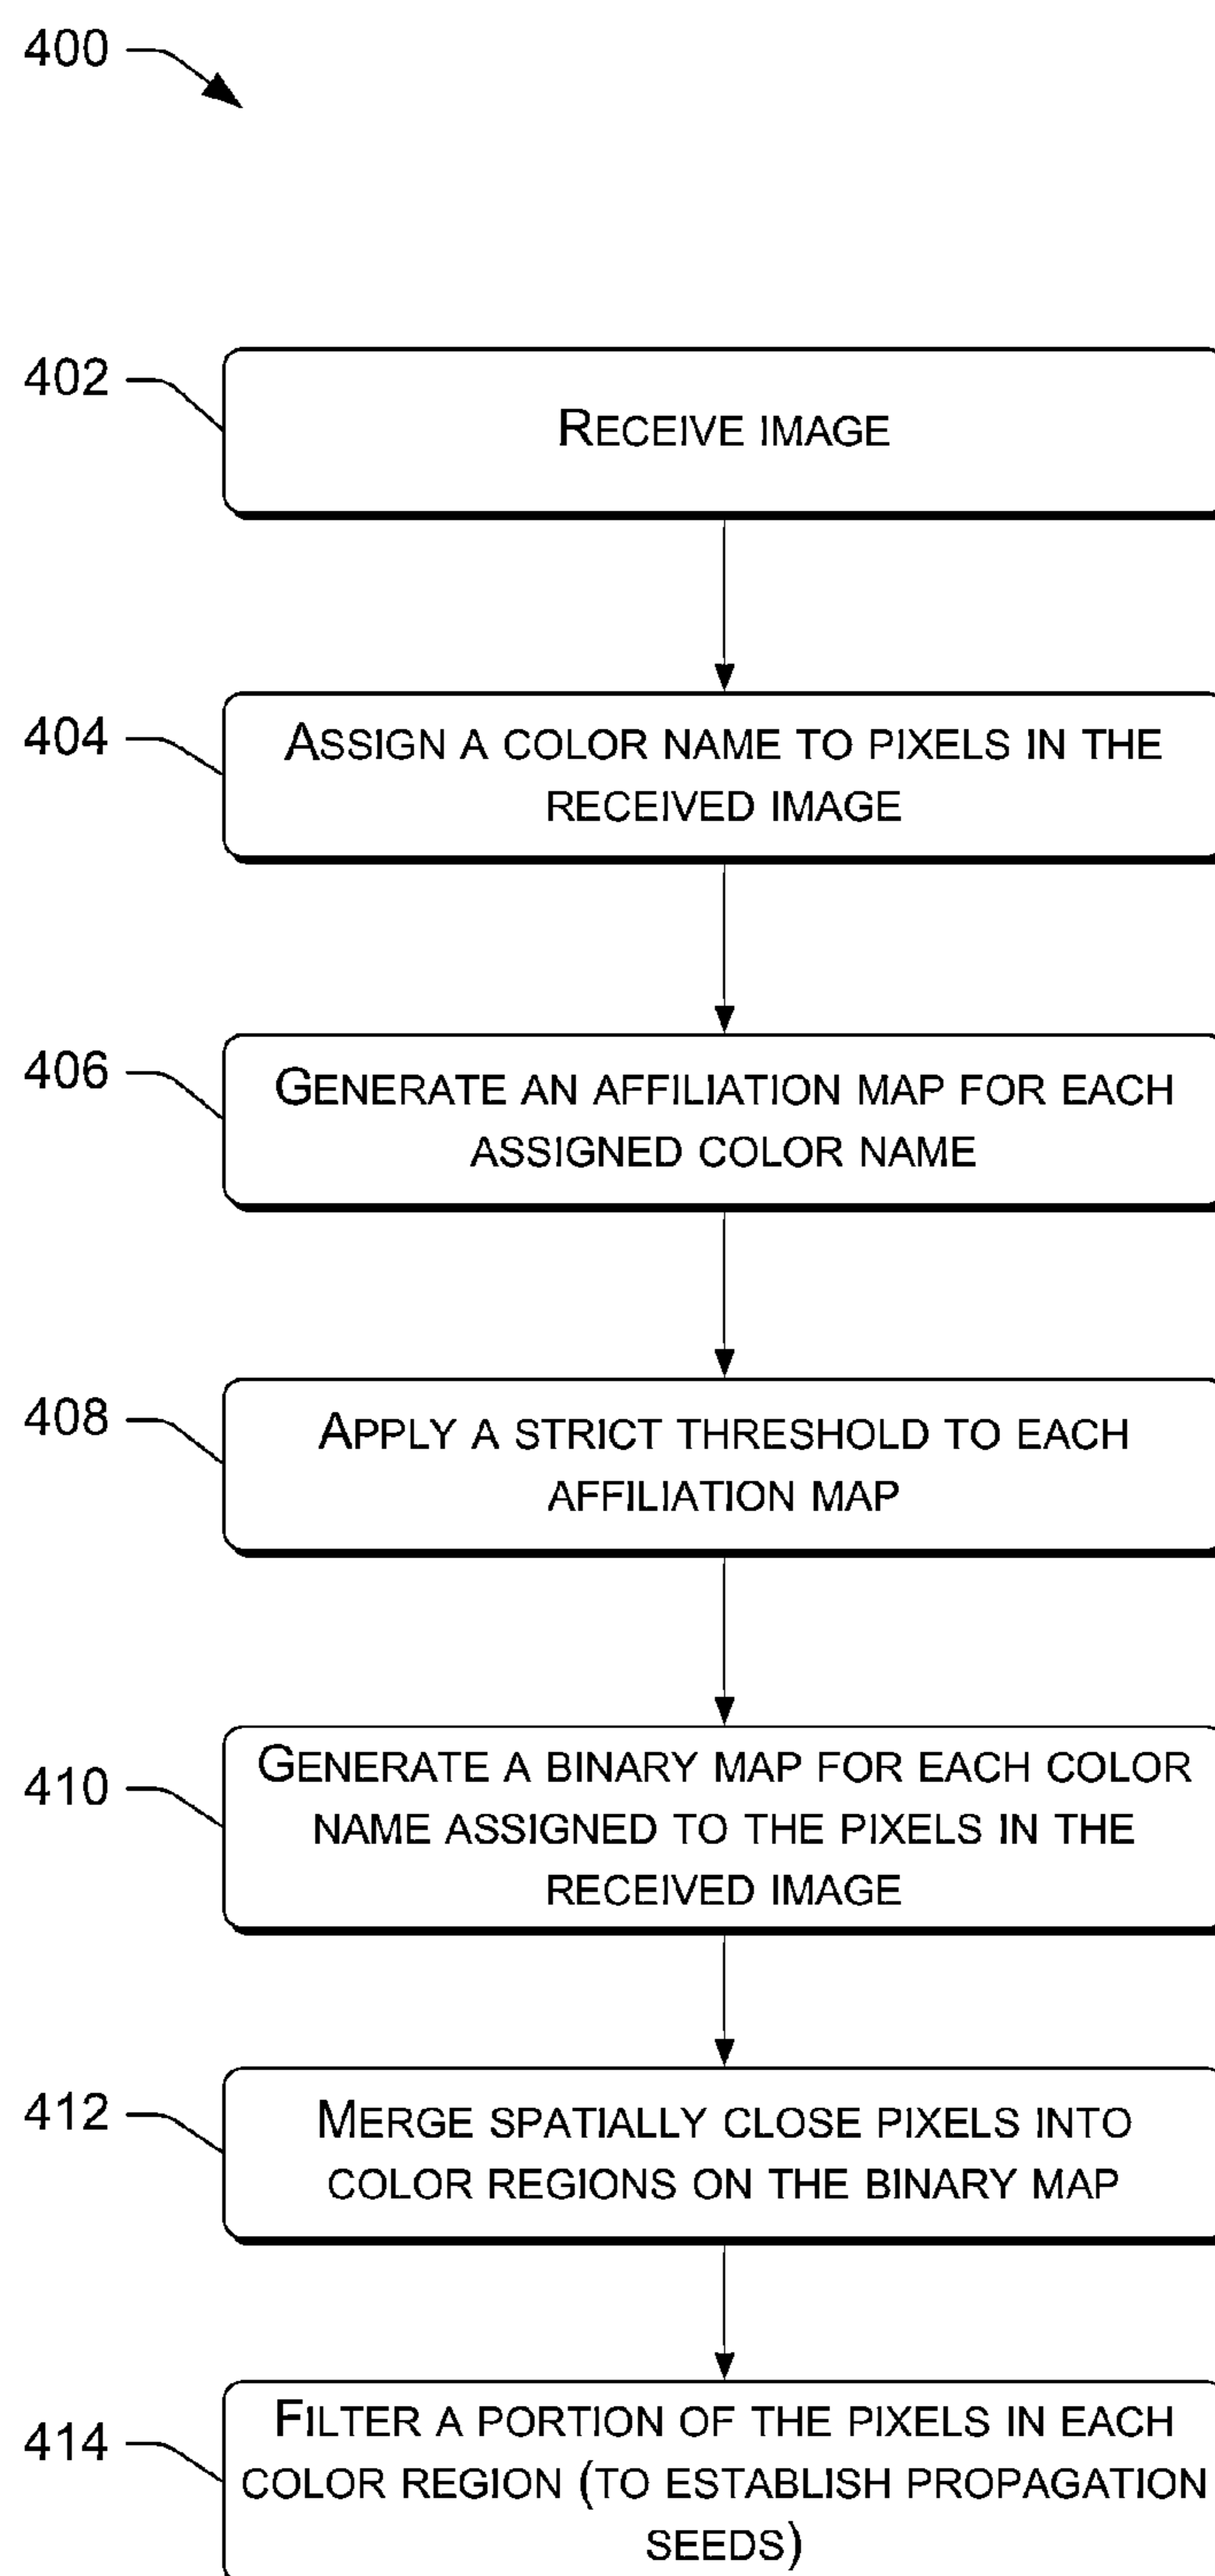 400
402
RECEIVE IMAGE
404
ASSIGN A COLOR NAME TO PIXELS IN THE
RECEIVED IMAGE
406
GENERATE AN AFFILIATION MAP FOR EACH
ASSIGNED COLOR NAME
408
APPLY A STRICT THRESHOLD TO EACH
AFFILIATION MAP
410
GENERATE A BINARY MAP FOR EACH COLOR
NAME ASSIGNED TO THE PIXELS IN THE
RECEIVED IMAGE
412
MERGE SPATIALLY CLOSE PIXELS INTO
COLOR REGIONS ON THE BINARY MAP
414
FILTER A PORTION OF THE PIXELS IN EACH
COLOR REGION (TO ESTABLISH PROPAGATION
SEEDS)